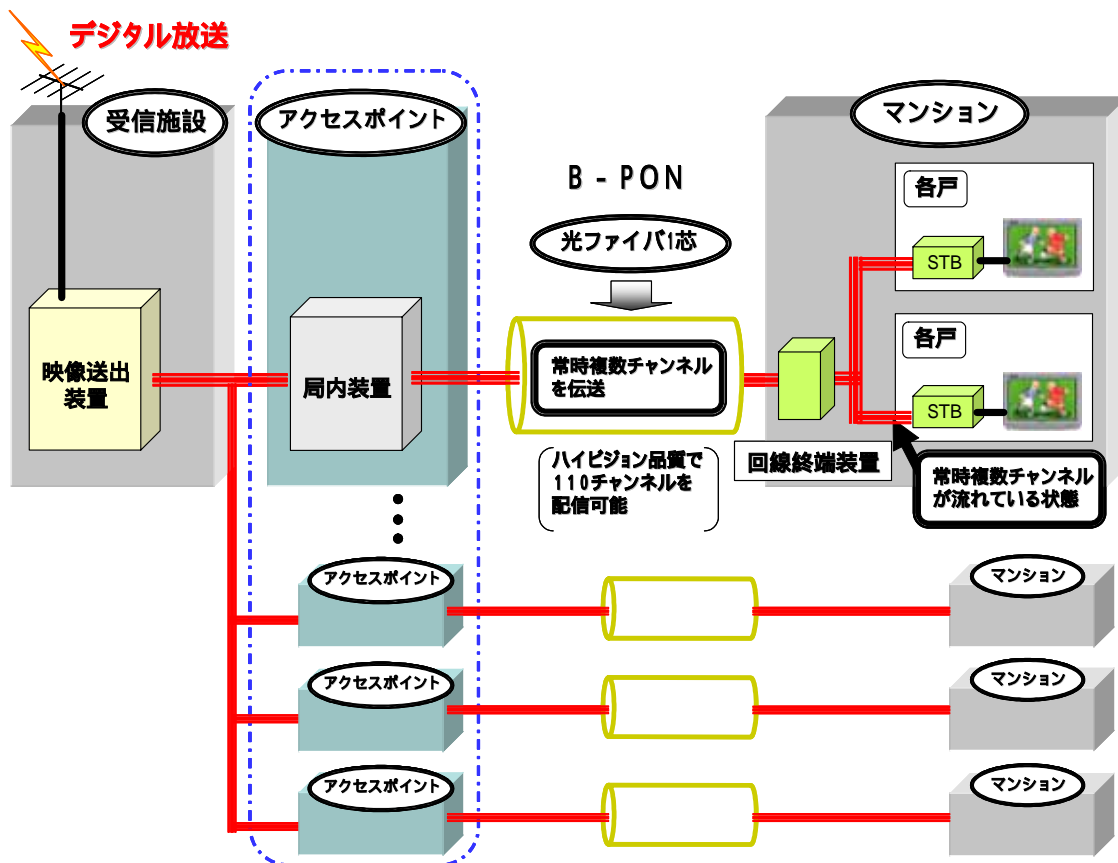 デジタル放送
受信施設
アクセスポイント
マンション
B - PON
光ファイバ1芯
各戸
STB
各戸
STB
映像送出
装置
局内装置
常時複数チャンネル
を伝送
ハイビジョン品質で
110チャンネルを
配信可能
回線終端装置
常時複数チャンネル
が流れている状態
アクセスポイント
マンション
アクセスポイント
マンション
アクセスポイント
マンション